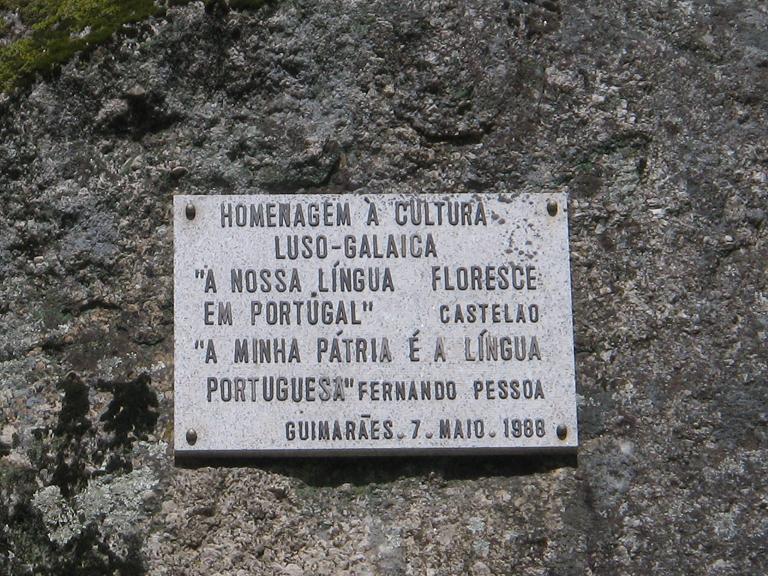 HOMENAGEM À CULTURA
LUSO-GALAICA
"A NOSSA LÍNGUA FLORESCE
EM PORTÚGAL" CASTELAO
"A MINHA PÁTRIA É A LÍNGUA
PORTUGUESA" FERNANDO PESSOA
GUIMARÃES.7.MAIO.1988